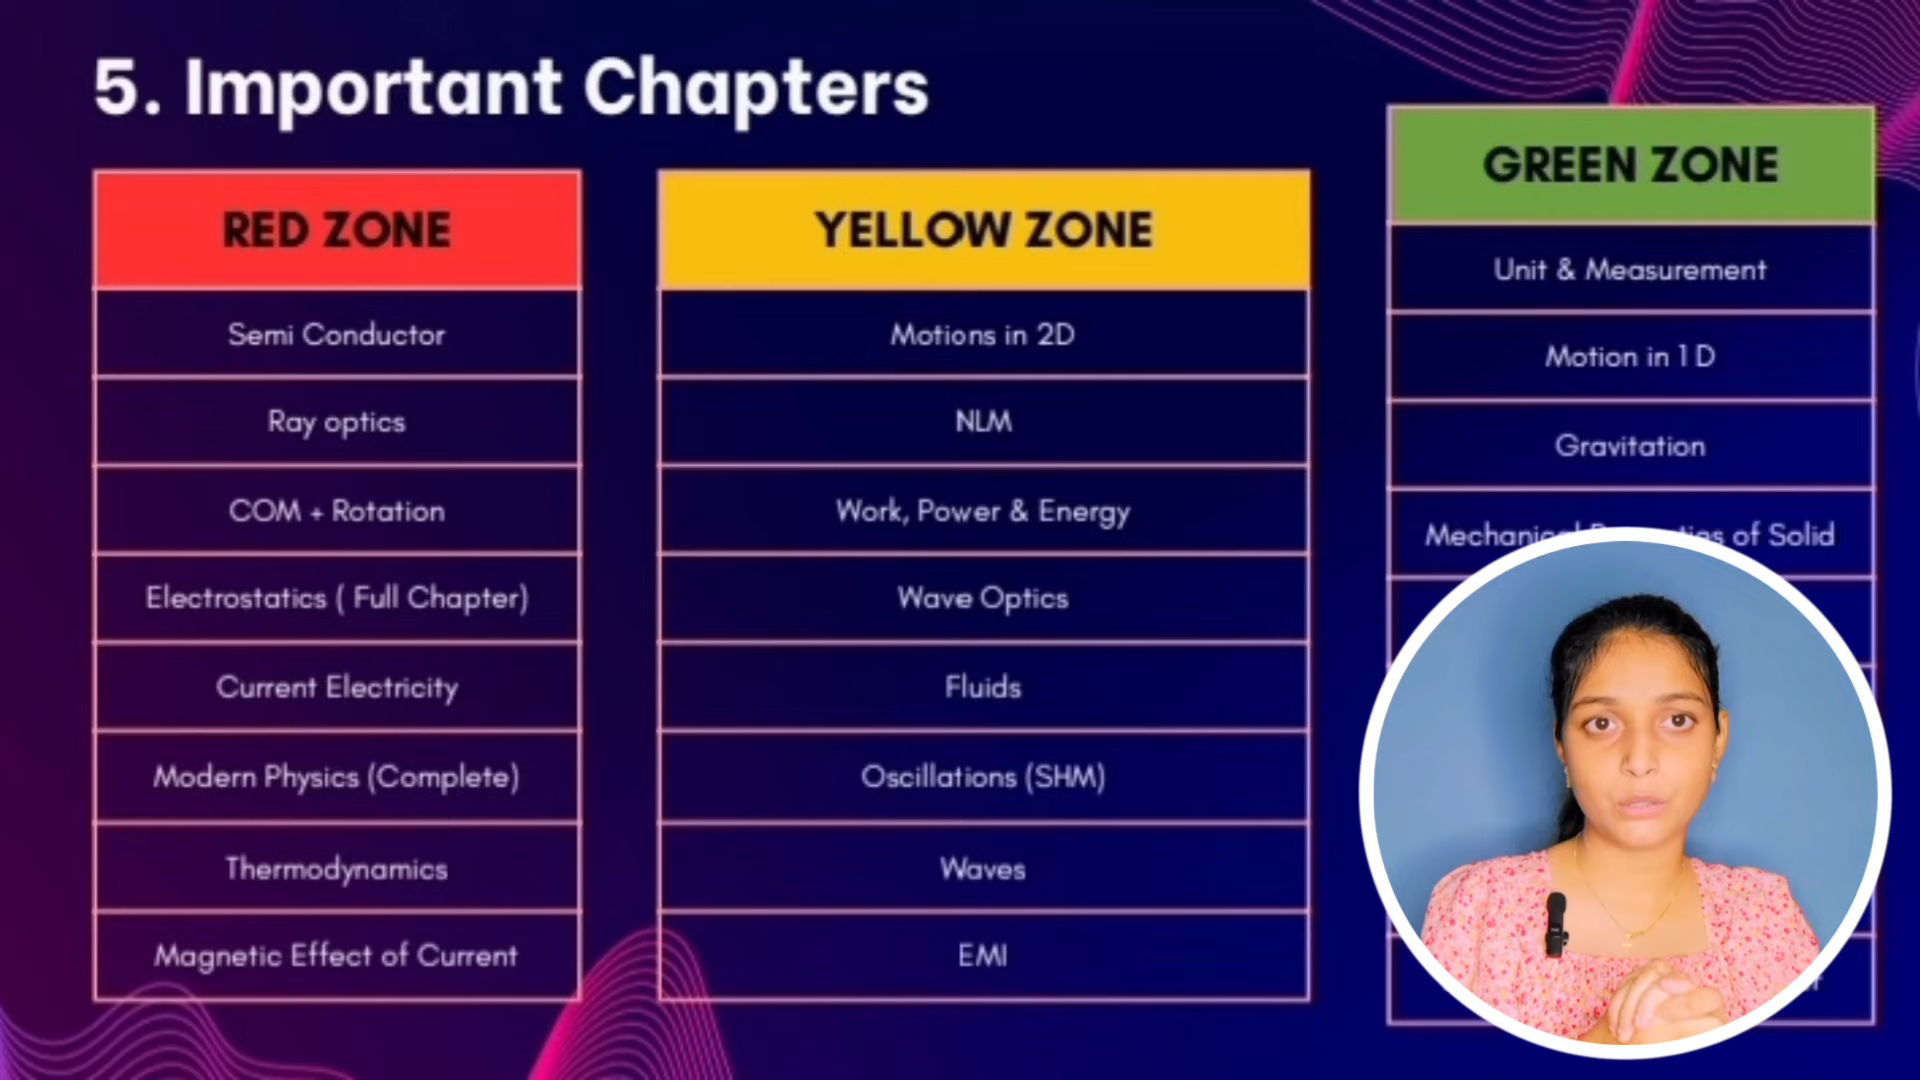 5. Important Chapters
RED ZONE
Semi Conductor
Ray optics
COM + Rotation
Electrostatics ( Full Chapter)
Current Electricity
Modern Physics (Complete)
Thermodynamics
Magnetic Effect of Current
YELLOW ZONE
Motions in 2D
NLM
Work, Power & Energy
Wave Optics
Fluids
Oscillations (SHM)
Waves
EMI
GREEN ZONE
Unit & Measurement
Motion in 1 D
Gravitation
Mechanical Properties of Solid